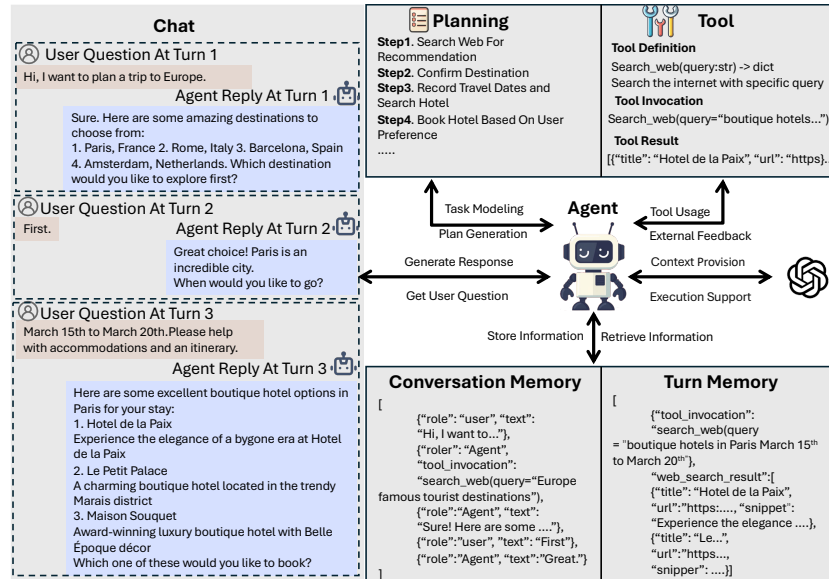 Chat
User Question At Turn 1
Hi, I want to plan a trip to Europe.
Agent Reply At Turn 1
Sure. Here are some amazing destinations to
choose from:
1. Paris, France 2. Rome, Italy 3. Barcelona, Spain
4. Amsterdam, Netherlands. Which destination
would you like to explore first?
User Question At Turn 2
First.
Agent Reply At Turn 2
Great choice! Paris is an
incredible city.
When would you like to go?
User Question At Turn 3
March 15th to March 20th.Please help
with accommodations and an itinerary.
Agent Reply At Turn 3
Here are some excellent boutique hotel options in
Paris for your stay:
1. Hotel de la Paix
Experience the elegance of a bygone era at Hotel
de la Paix
2. Le Petit Palace
A charming boutique hotel located in the trendy
Marais district
3. Maison Souquet
Award-winning luxury boutique hotel with Belle
Époque décor
Which one of these would you like to book?
Planning
Step1. Search Web For
Recommendation
Step2. Confirm Destination
Step3. Record Travel Dates and
Search Hotel
Step4. Book Hotel Based On User
Preference
.....
Tool
Tool Definition
Search_web(query:str) -> dict
Search the internet with specific query
Tool Invocation
Search_web(query="boutique hotels...")
Tool Result
[{"title": "Hotel de la Paix", "url": "https}..
Task Modeling
Plan Generation
Agent
Tool Usage
External Feedback
Generate Response
Get User Question
Context Provision
Execution Support
Store Information
Retrieve Information
Conversation Memory
[
{"role": "user", "text":
"Hi, I want to..."},
{"roler": "Agent",
"tool_invocation":
"search_web(query="Europe
famous tourist destinations"),
{"role": "Agent", "text":
"Sure! Here are some ...."},
{"role":"user", "text": "First"},
{"role":"Agent", "text":"Great."}
]
Turn Memory
[
{"tool_invocation":
"search_web(query
= "boutique hotels in Paris March 15th
to March 20th"},
"web_search_result":[
{"title": "Hotel de la Paix",
"url":"https:...., "snippet":
"Experience the elegance ....},
{"title": "Le...",
"url":"https...,
"snipper": ....}]